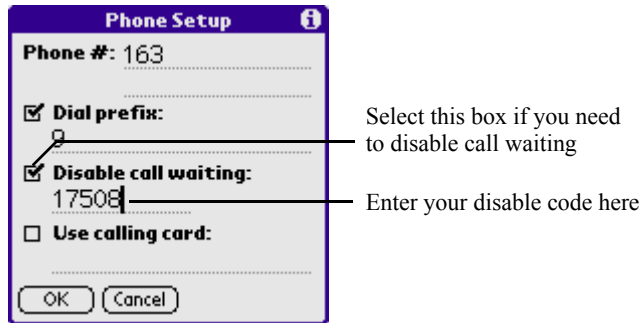 Phone Setup
Phone #: 163
Dial prefix:
9
Disable call waiting:
17508
Use calling card:
OK Cancel
Select this box if you need
to disable call waiting
Enter your disable code here